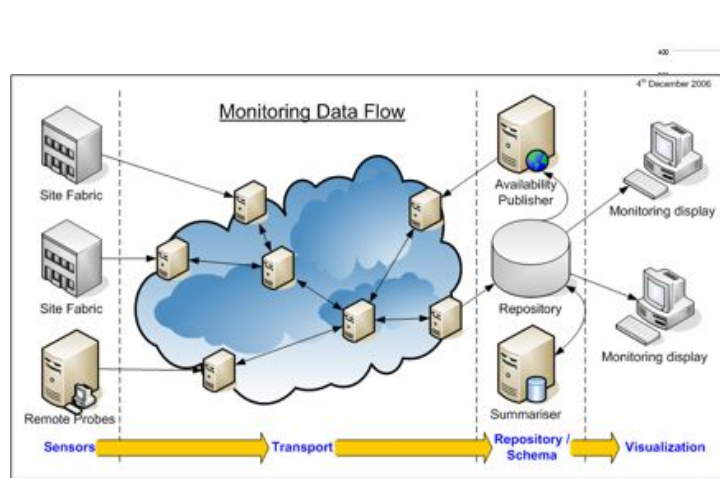 400
4th December 2006
Monitoring Data Flow
Site Fabric
Availability
Publisher
Monitoring display
Site Fabric
Repository
Monitoring display
Remote Probes
Summariser
Sensors
Transport
Repository /
Schema
Visualization